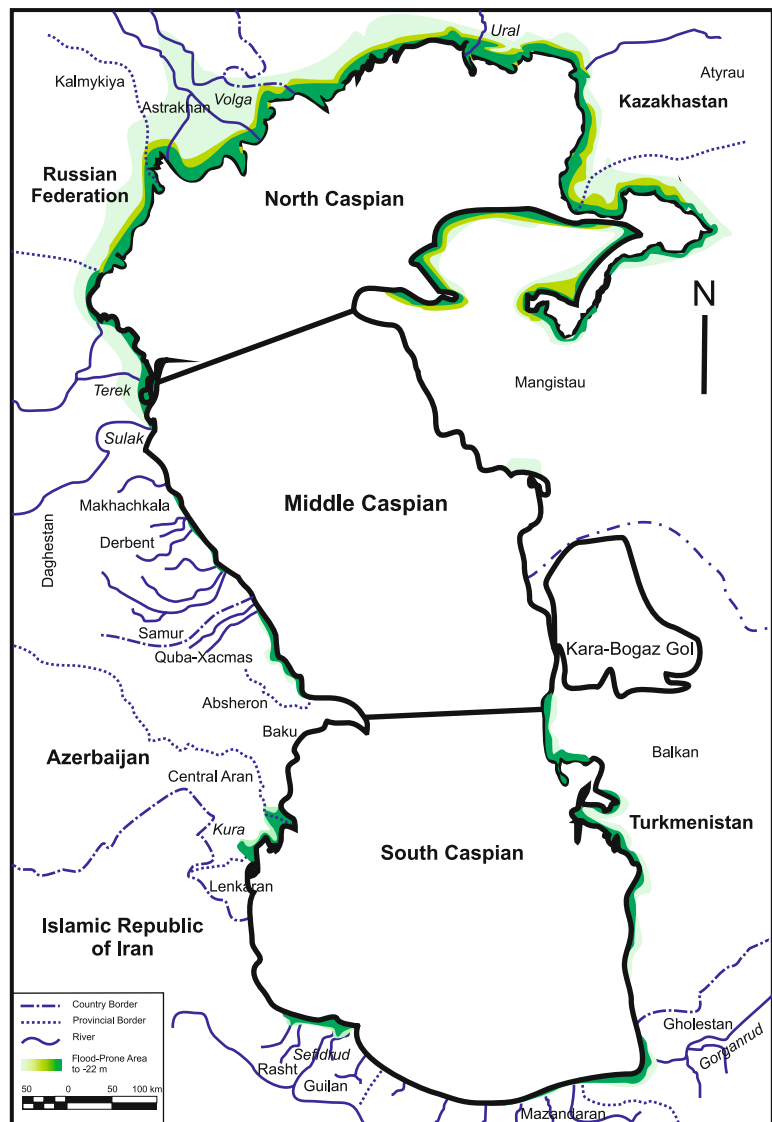 Ural
Kalmykiya
Atyrau
Astrakhan
Volga
Kazakhastan
Russian
Federation
North Caspian
N
Mangistau
Terek
Sulak
Makhachkala
Middle Caspian
Derbent
Daghestan
Samur
Kara-Bogaz Gol
Quba-Xacmas
Absheron
Baku
Balkan
Azerbaijan
Central Aran
Kura
Turkmenistan
South Caspian
Lenkaran
Islamic Republic
of Iran
Country Border
Provincial Border
River
Flood-Prone Area
to -22 m
50 0 50 100 km
Gholestan
Gorganrud
Sefidrud
Rasht
Guilan
Mazandaran